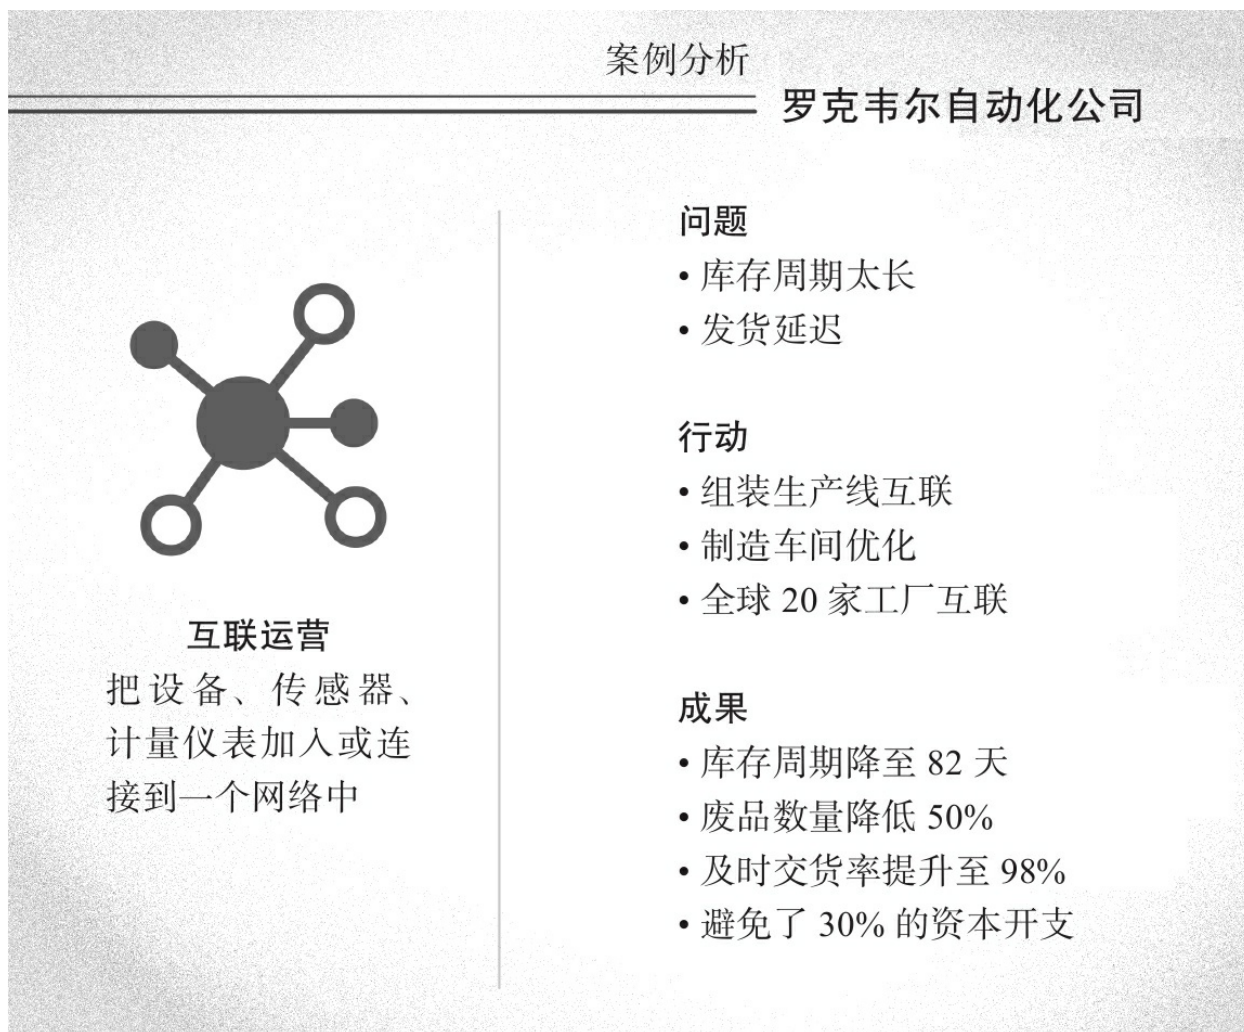 案例分析
罗克韦尔自动化公司
互联运营
把设备、传感器、
计量仪表加入或连
接到一个网络中
问题
• 库存周期太长
• 发货延迟
行动
• 组装生产线互联
• 制造车间优化
• 全球 20 家工厂互联
成果
• 库存周期降至 82 天
• 废品数量降低 50%
• 及时交货率提升至 98%
• 避免了 30% 的资本开支